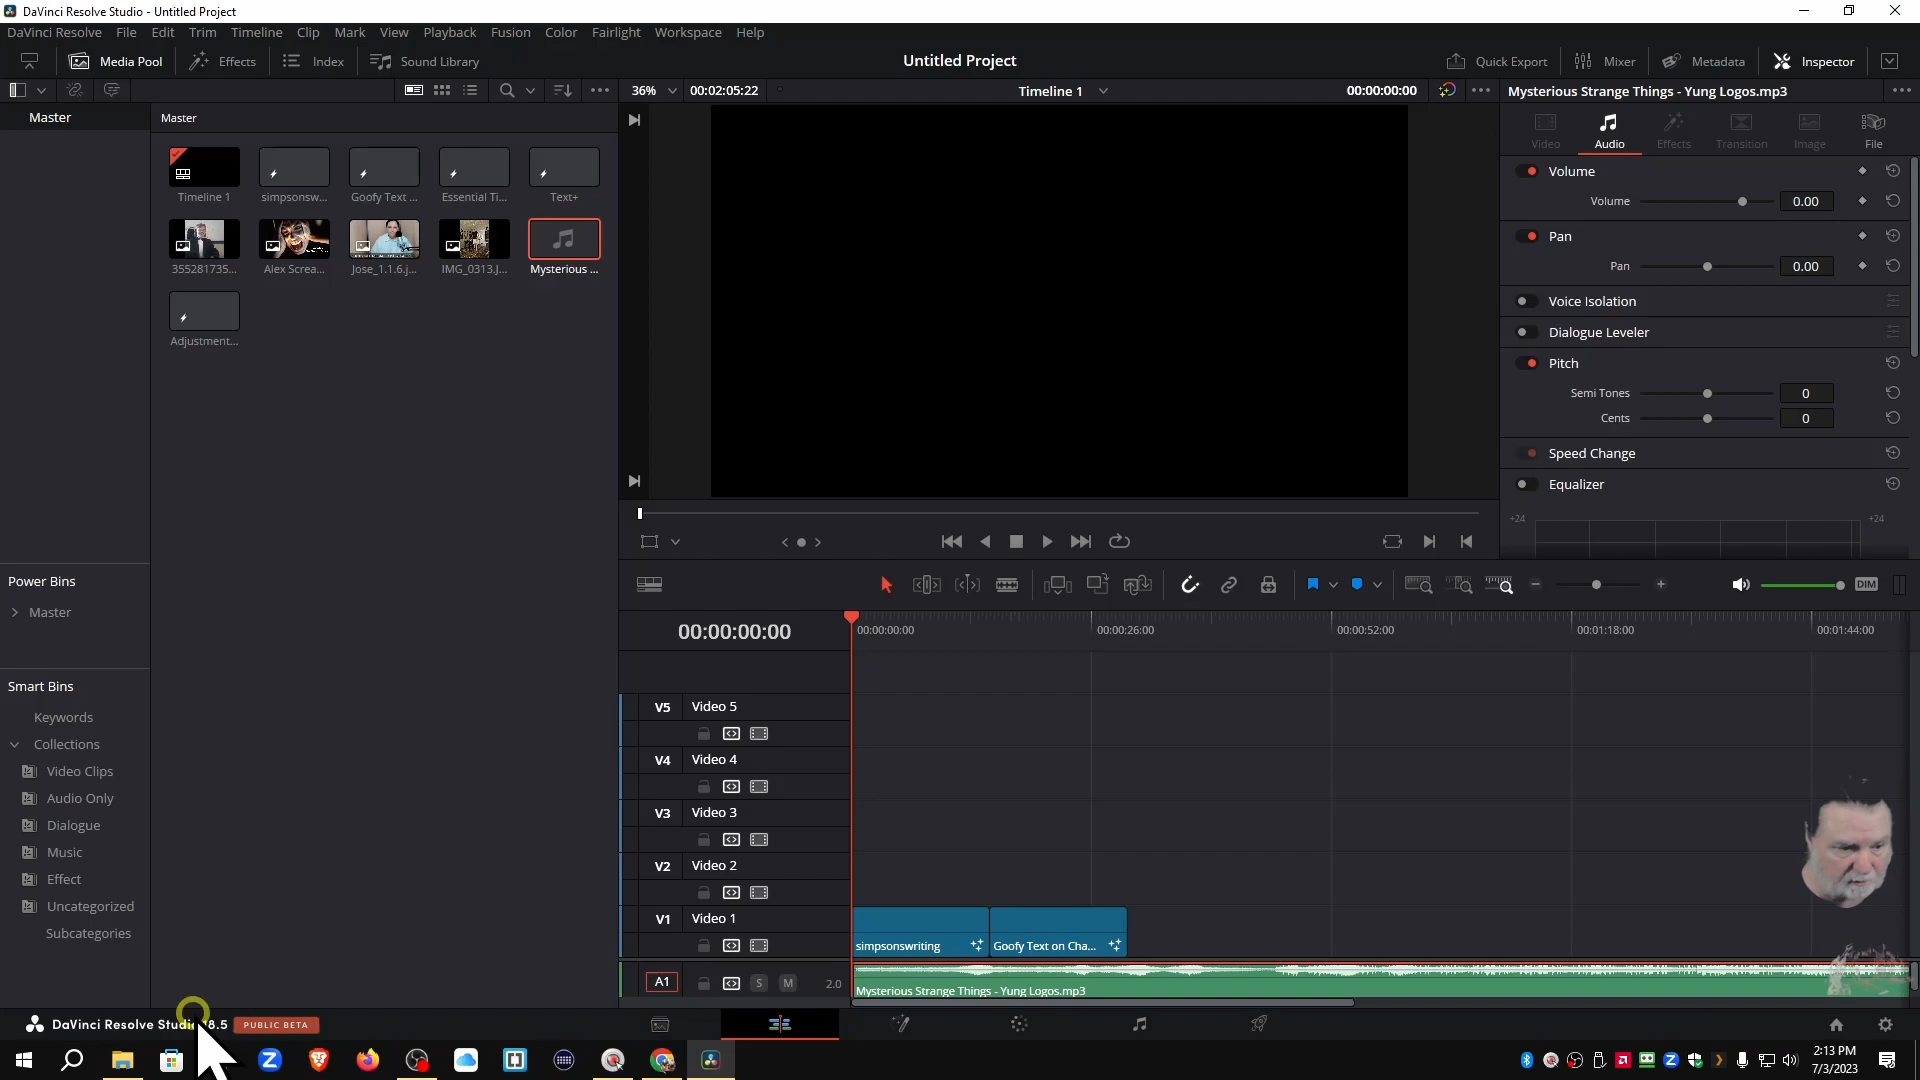 DaVinci Resolve Studio - Untitled Project
DaVinci Resolve File Edit Trim Timeline Clip Mark View Playback Fusion Color Fairlight Workspace Help
Media Pool Effects Index Sound Library Untitled Project Quick Export Mixer Metadata Inspector
36% 00:02:05:22 Timeline 1 00:00:00:00 Mysterious Strange Things - Yung Logos.mp3
Master Master
Video Audio Effects Transition Image File
Timeline 1 simpsonsw... Goofy Text ... Essential Ti... Text+
355281735... Alex Screa... Jose_1.1.6.j... IMG_0313.J... Mysterious ...
Adjustment...
Volume
Volume 0.00
Pan
Pan 0.00
Voice Isolation
Dialogue Leveler
Pitch
Semi Tones 0
Cents 0
Speed Change
Equalizer
+24 +24
Power Bins
Master
Smart Bins
Keywords
Collections
Video Clips
Audio Only
Dialogue
Music
Effect
Uncategorized
Subcategories
DIM
00:00:00:00 00:00:00:00 00:00:26:00 00:00:52:00 00:01:18:00 00:01:44:00
V5 Video 5
V4 Video 4
V3 Video 3
V2 Video 2
V1 Video 1
simpsonswriting Goofy Text on Cha...
A1 S M 2.0
Mysterious Strange Things - Yung Logos.mp3
DaVinci Resolve Studio 18.5 PUBLIC BETA
2:13 PM
7/3/2023